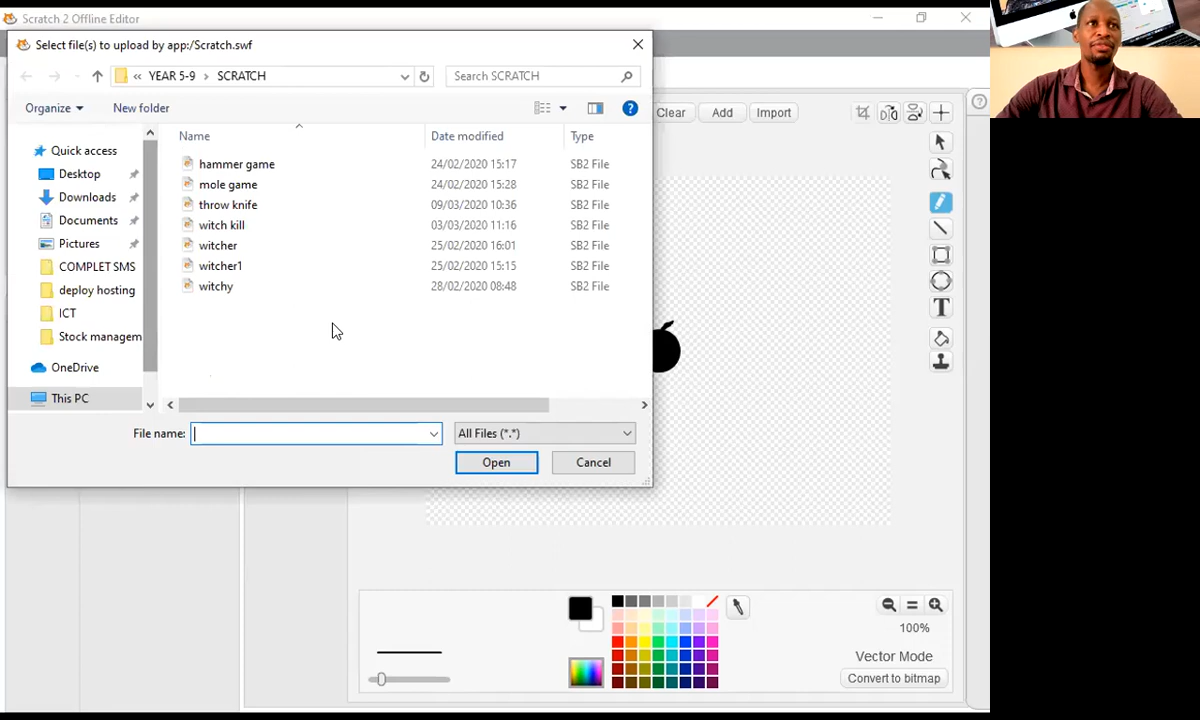 Scratch 2 Offline Editor
Select file(s) to upload by app:/Scratch.swf
« YEAR 5-9 › SCRATCH
Search SCRATCH
Organize
New folder
?
Clear
Add
Import
?
Name
Date modified
Type
Quick access
Desktop
Downloads
Documents
Pictures
COMPLET SMS
deploy hosting
ICT
Stock managem
OneDrive
This PC
hammer game 24/02/2020 15:17 SB2 File
mole game 24/02/2020 15:28 SB2 File
throw knife 09/03/2020 10:36 SB2 File
witch kill 03/03/2020 11:16 SB2 File
witcher 25/02/2020 16:01 SB2 File
witcher1 25/02/2020 15:15 SB2 File
witchy 28/02/2020 08:48 SB2 File
T
File name:
All Files (*.*)
Open
Cancel
100%
Vector Mode
Convert to bitmap